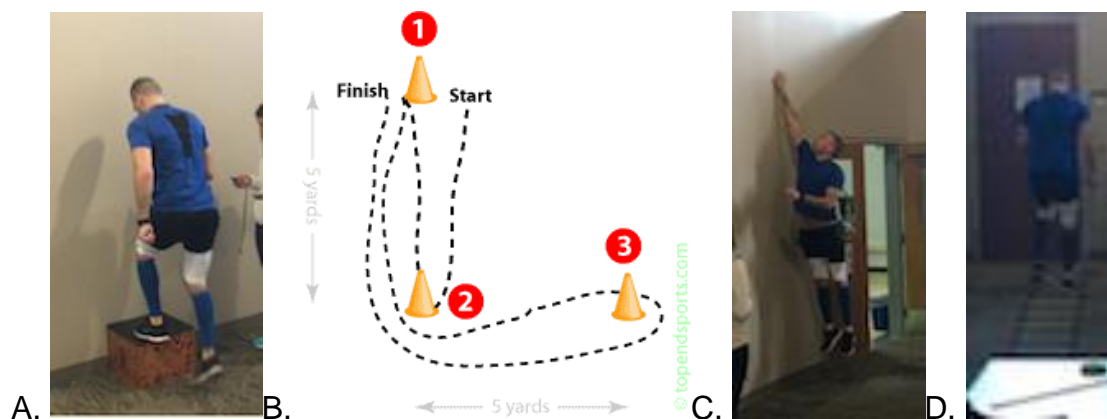 1
Finish
Start
5 yards
3
2
© topendsports.com
5 yards
A.
B.
C.
D.